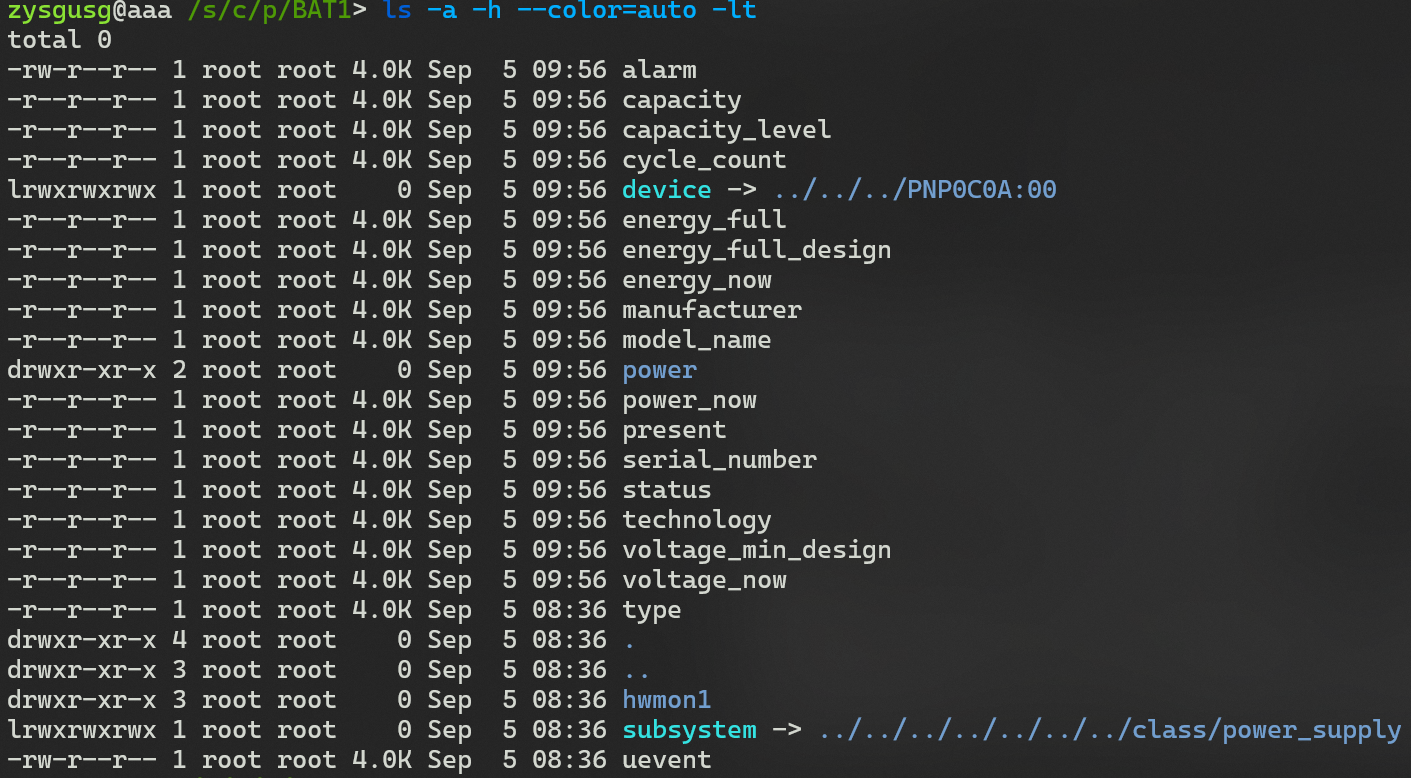 zysgusg@aaa /s/c/p/BAT1> ls -a -h --color=auto -lt
total 0
-rw-r--r-- 1 root root 4.0K Sep  5 09:56 alarm
-r--r--r-- 1 root root 4.0K Sep  5 09:56 capacity
-r--r--r-- 1 root root 4.0K Sep  5 09:56 capacity_level
-r--r--r-- 1 root root 4.0K Sep  5 09:56 cycle_count
lrwxrwxrwx 1 root root    0 Sep  5 09:56 device -> ../../../PNP0C0A:00
-r--r--r-- 1 root root 4.0K Sep  5 09:56 energy_full
-r--r--r-- 1 root root 4.0K Sep  5 09:56 energy_full_design
-r--r--r-- 1 root root 4.0K Sep  5 09:56 energy_now
-r--r--r-- 1 root root 4.0K Sep  5 09:56 manufacturer
-r--r--r-- 1 root root 4.0K Sep  5 09:56 model_name
drwxr-xr-x 2 root root    0 Sep  5 09:56 power
-r--r--r-- 1 root root 4.0K Sep  5 09:56 power_now
-r--r--r-- 1 root root 4.0K Sep  5 09:56 present
-r--r--r-- 1 root root 4.0K Sep  5 09:56 serial_number
-r--r--r-- 1 root root 4.0K Sep  5 09:56 status
-r--r--r-- 1 root root 4.0K Sep  5 09:56 technology
-r--r--r-- 1 root root 4.0K Sep  5 09:56 voltage_min_design
-r--r--r-- 1 root root 4.0K Sep  5 09:56 voltage_now
-r--r--r-- 1 root root 4.0K Sep  5 08:36 type
drwxr-xr-x 4 root root    0 Sep  5 08:36 .
drwxr-xr-x 3 root root    0 Sep  5 08:36 ..
drwxr-xr-x 3 root root    0 Sep  5 08:36 hwmon1
lrwxrwxrwx 1 root root    0 Sep  5 08:36 subsystem -> ../../../../../../../class/power_supply
-rw-r--r-- 1 root root 4.0K Sep  5 08:36 uevent